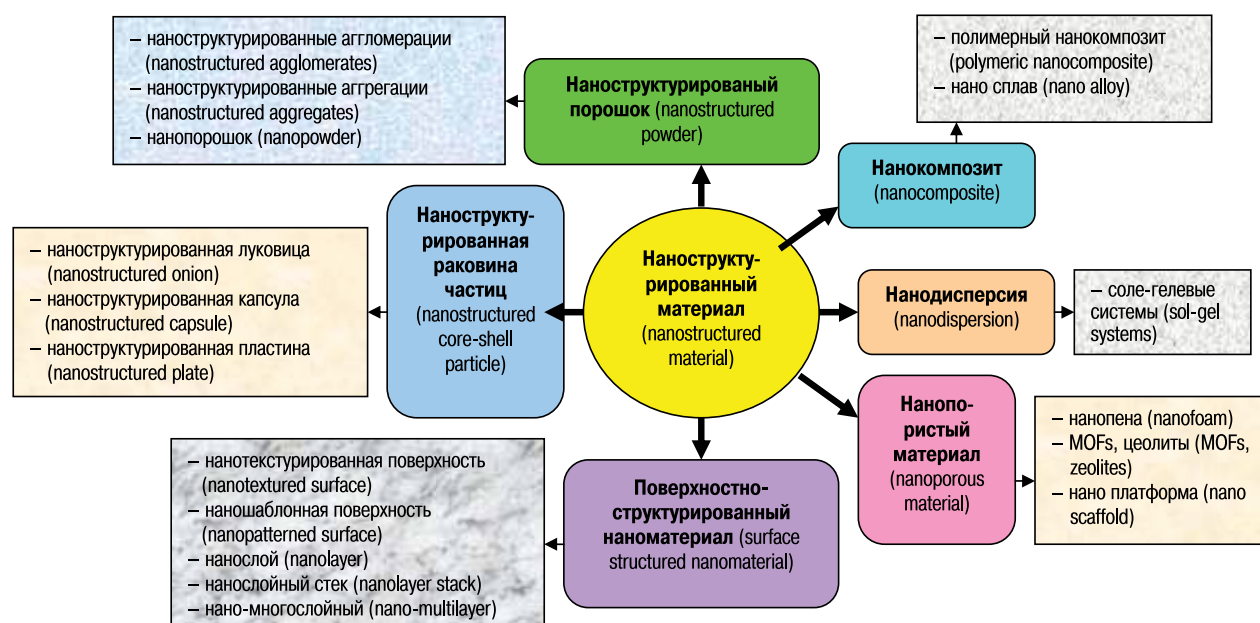 – наноструктурированные аггломерации
(nanostructured agglomerates)
– наноструктурированные аггрегации
(nanostructured aggregates)
– нанопорошок (nanopowder)
Наноструктурированый
порошок (nanostructured
powder)
– полимерный нанокомпозит
(polymeric nanocomposite)
– нано сплав (nano alloy)
Нанокомпозит
(nanocomposite)
Нанострукту-
рированная
раковина
частиц
(nanostructured
core-shell
particle)
– наноструктурированная луковица
(nanostructured onion)
– наноструктурированная капсула
(nanostructured capsule)
– наноструктурированная пластина
(nanostructured plate)
Нанострукту-
рированный
материал
(nanostructured
material)
Нанодисперсия
(nanodispersion)
– соле-гелевые
системы (sol-gel
systems)
Нанопо-
ристый
материал
(nanoporous
material)
– нанопена (nanofoam)
– MOFs, цеолиты (MOFs,
zeolites)
– нано платформа (nano
scaffold)
– нанотекстурированная поверхность
(nanotextured surface)
– наношаблонная поверхность
(nanopatterned surface)
– нанослой (nanolayer)
– нанослойный стек (nanolayer stack)
– нано-многослойный (nano-multilayer)
Поверхностно-
структурированный
наноматериал (surface
structured nanomaterial)